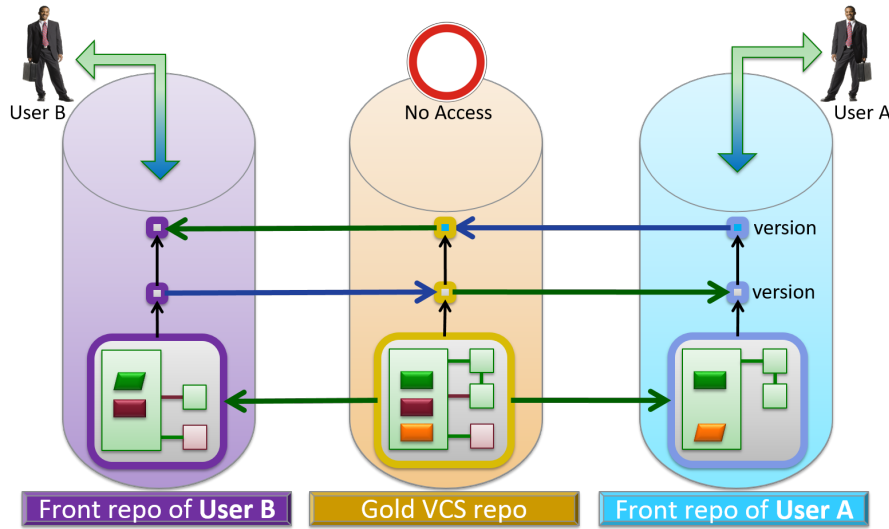 User B
No Access
User A
version
version
Front repo of User B
Gold VCS repo
Front repo of User A